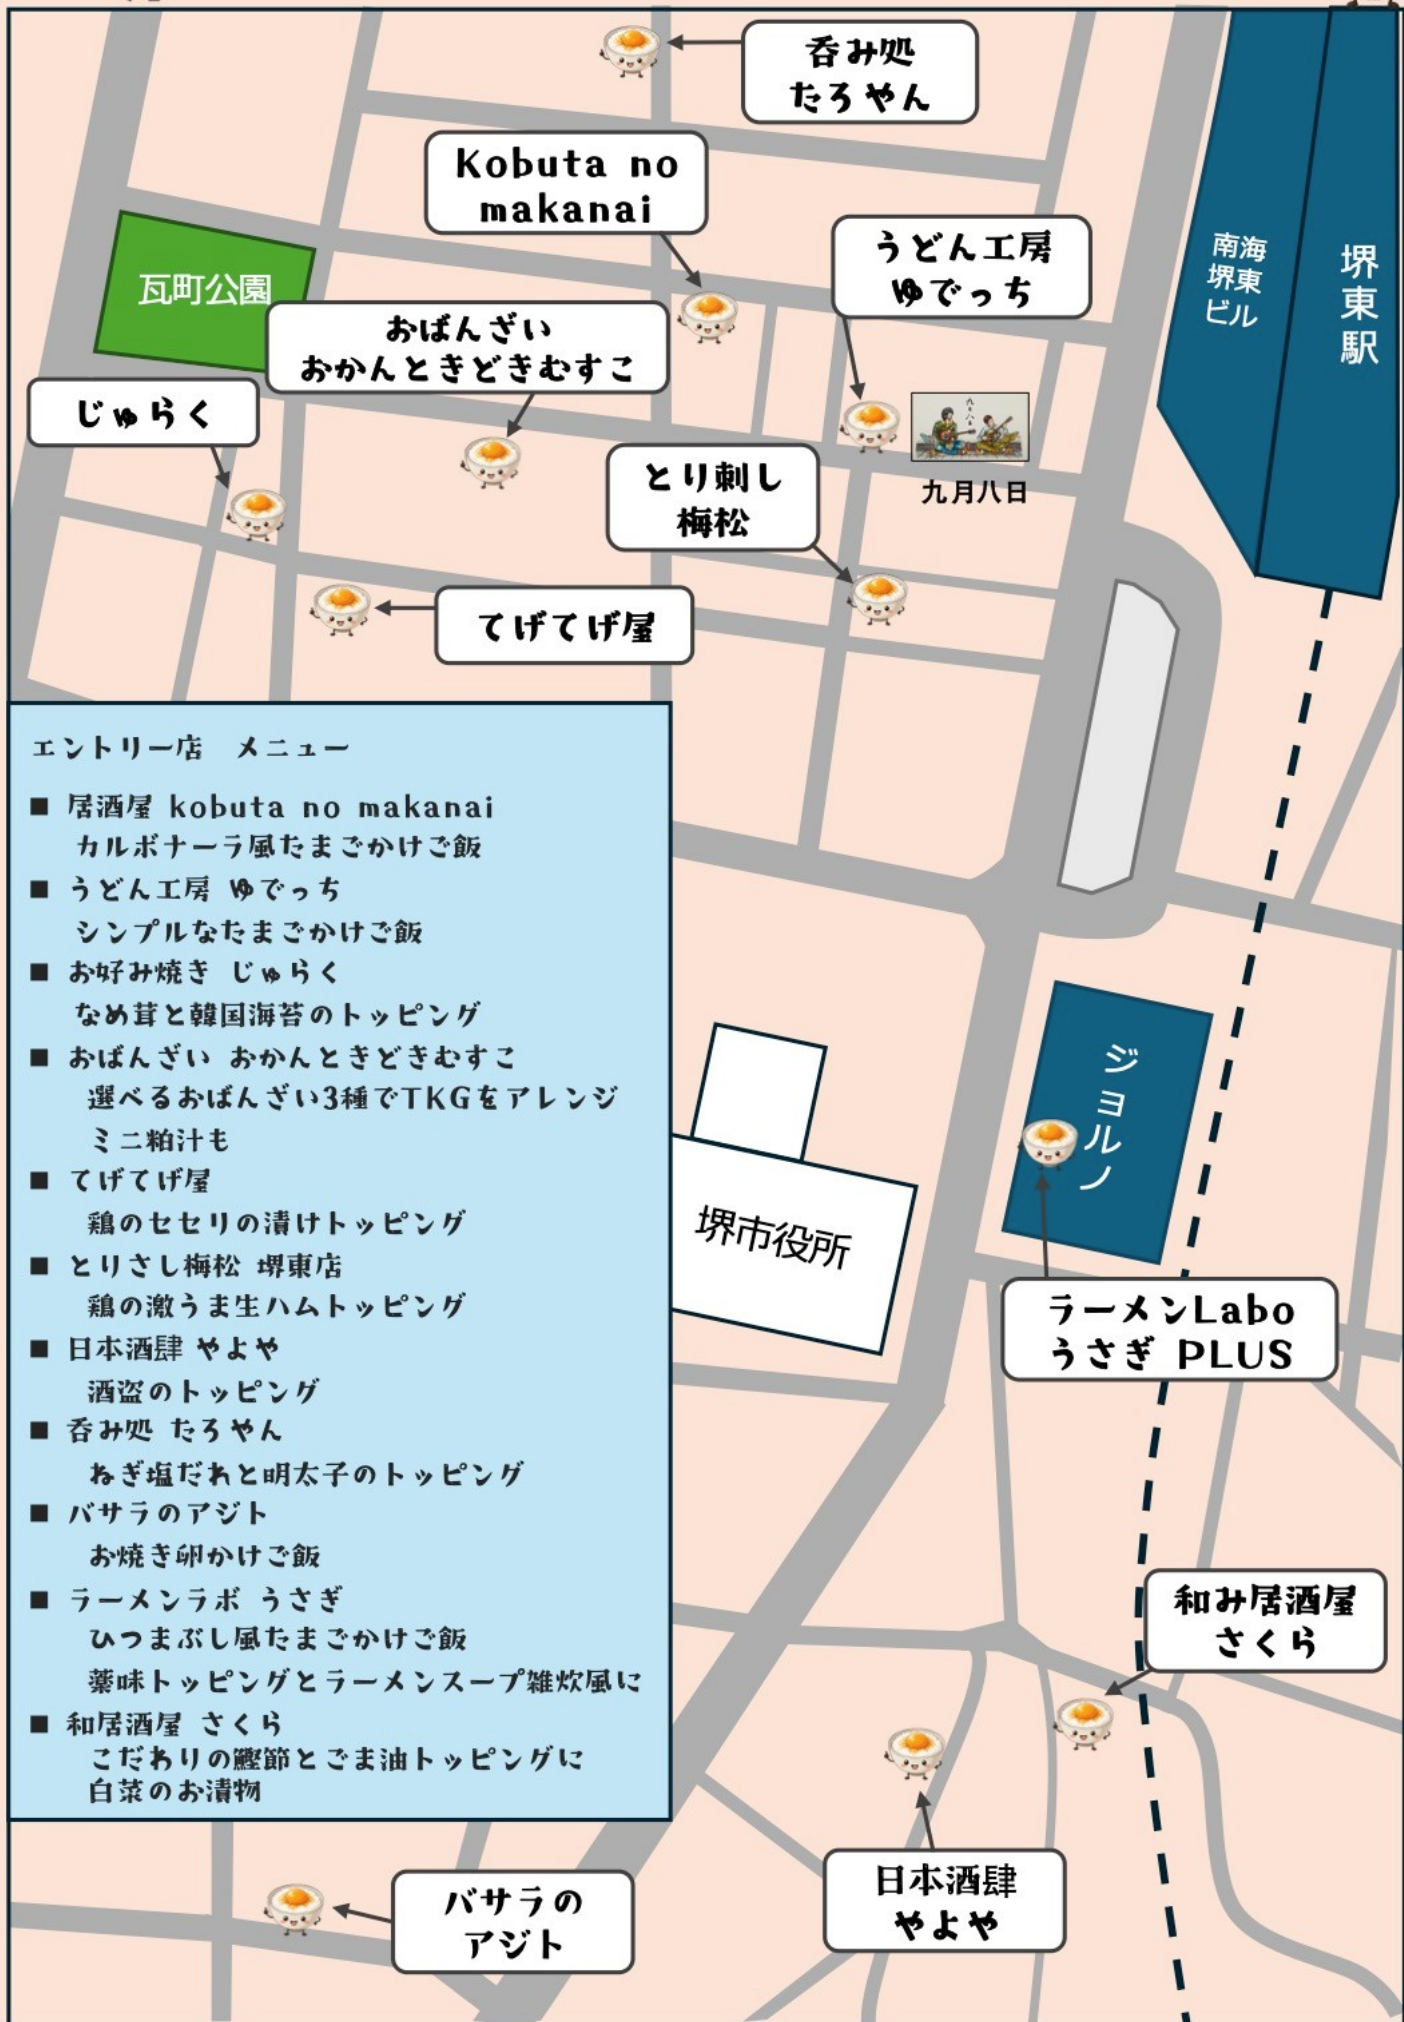 呑み処
たろやん
Kobuta no
makanai
うどん工房
ゆでっち
南海
堺東
ビル
堺東駅
瓦町公園
おばんざい
おかんときどきむすこ
じゅらく
とり刺し
梅松
九月八日
九月八日
てげてげ屋
エントリー店 メニュー
■ 居酒屋 kobuta no makanai
カルボナーラ風たまごかけご飯
■ うどん工房 ゆでっち
シンプルなたまごかけご飯
■ お好み焼き じゅらく
なめ茸と韓国海苔のトッピング
■ おばんざい おかんときどきむすこ
選べるおばんざい3種でTKGをアレンジ
ミニ粕汁も
■ てげてげ屋
鶏のセセリの漬けトッピング
■ とりさし梅松 堺東店
鶏の激うま生ハムトッピング
■ 日本酒肆 やよや
酒盗のトッピング
■ 呑み処 たろやん
ねぎ塩だれと明太子のトッピング
■ バサラのアジト
お焼き卵かけご飯
■ ラーメンラボ うさぎ
ひつまぶし風たまごかけご飯
薬味トッピングとラーメンスープ雑炊風に
■ 和居酒屋 さくら
こだわりの鰹節とごま油トッピングに
白菜のお漬物
ジョルノ
堺市役所
ラーメンLabo
うさぎ PLUS
和み居酒屋
さくら
日本酒肆
やよや
バサラの
アジト